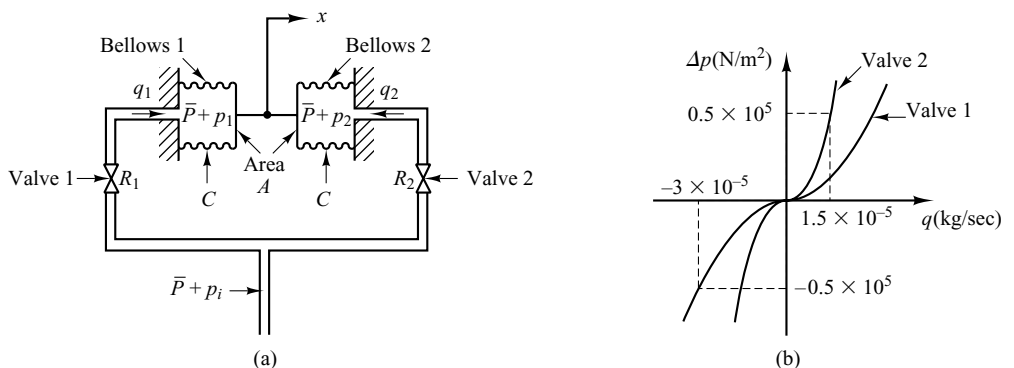 x
Bellows 1
Bellows 2
q₁
q₂
P̅ + p₁
P̅ + p₂
Area
A
Valve 1
R₁
R₂
Valve 2
C
C
P̅ + pᵢ
(a)
Δp(N/m²)
Valve 2
0.5 × 10⁵
Valve 1
–3 × 10⁻⁵
1.5 × 10⁻⁵
q(kg/sec)
–0.5 × 10⁵
(b)